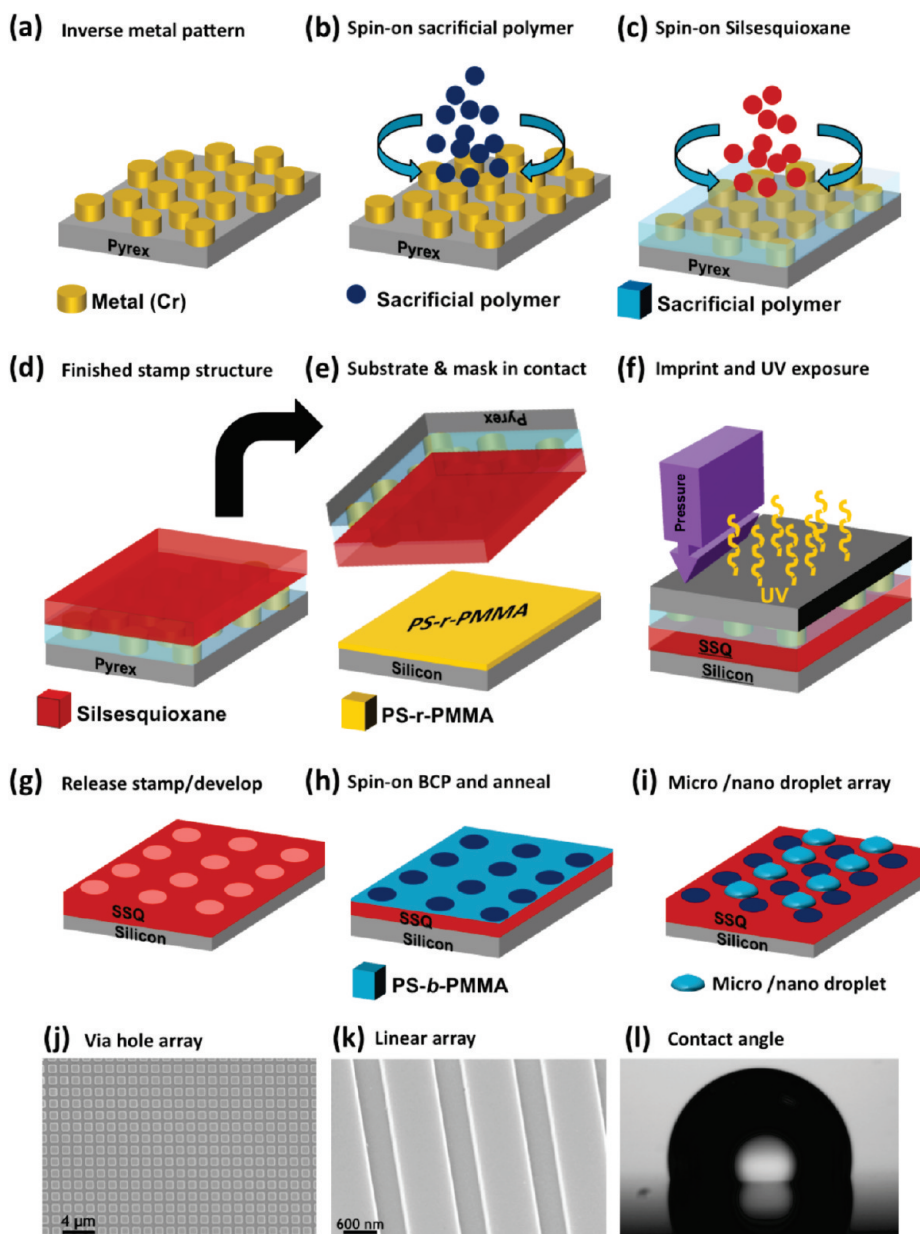 (a) Inverse metal pattern
(b) Spin-on sacrificial polymer
(c) Spin-on Silsesquioxane
Pyrex
Pyrex
Pyrex
Metal (Cr)
Sacrificial polymer
Sacrificial polymer
(d) Finished stamp structure
(e) Substrate & mask in contact
(f) Imprint and UV exposure
Pyrex
Pressure
UV
PS-r-PMMA
Pyrex
Silicon
SSQ
Silicon
Silsesquioxane
PS-r-PMMA
(g) Release stamp/develop
(h) Spin-on BCP and anneal
(i) Micro /nano droplet array
SSQ
Silicon
SSQ
Silicon
SSQ
Silicon
PS-b-PMMA
Micro /nano droplet
(j) Via hole array
(k) Linear array
(l) Contact angle
4 µm
600 nm